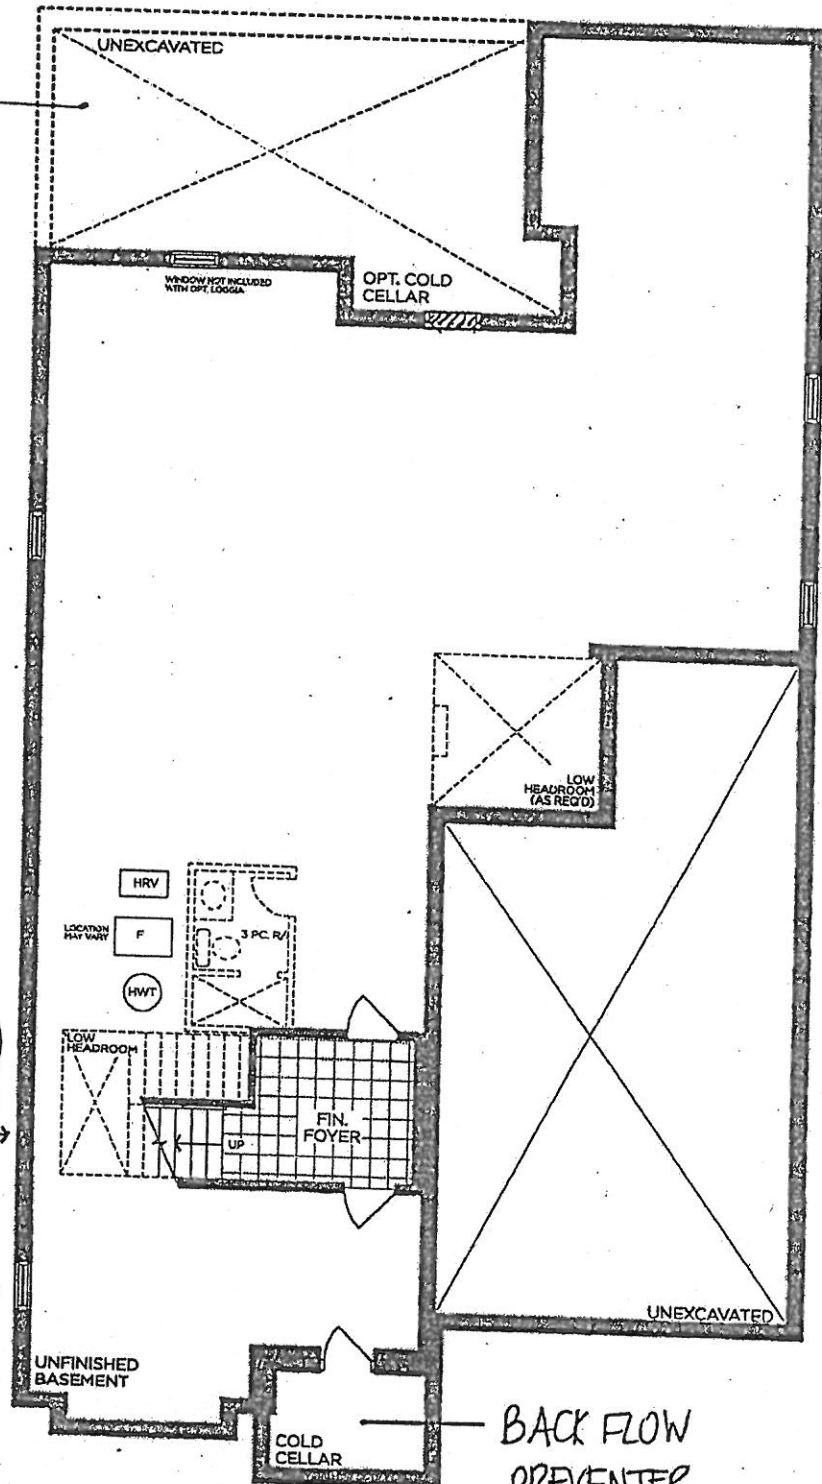 UNEXCAVATED
WINDOW NOT INCLUDED
WITH OPT. LOGGIA
OPT. COLD
CELLAR
LOW
HEADROOM
(AS REQ'D)
HRV
LOCATION
MAY VARY
F
3 PC. R/
HWT
LOW
HEADROOM
FIN.
FOYER
UP
UNEXCAVATED
UNFINISHED
BASEMENT
COLD
CELLAR
BACK FLOW
PREVENTER